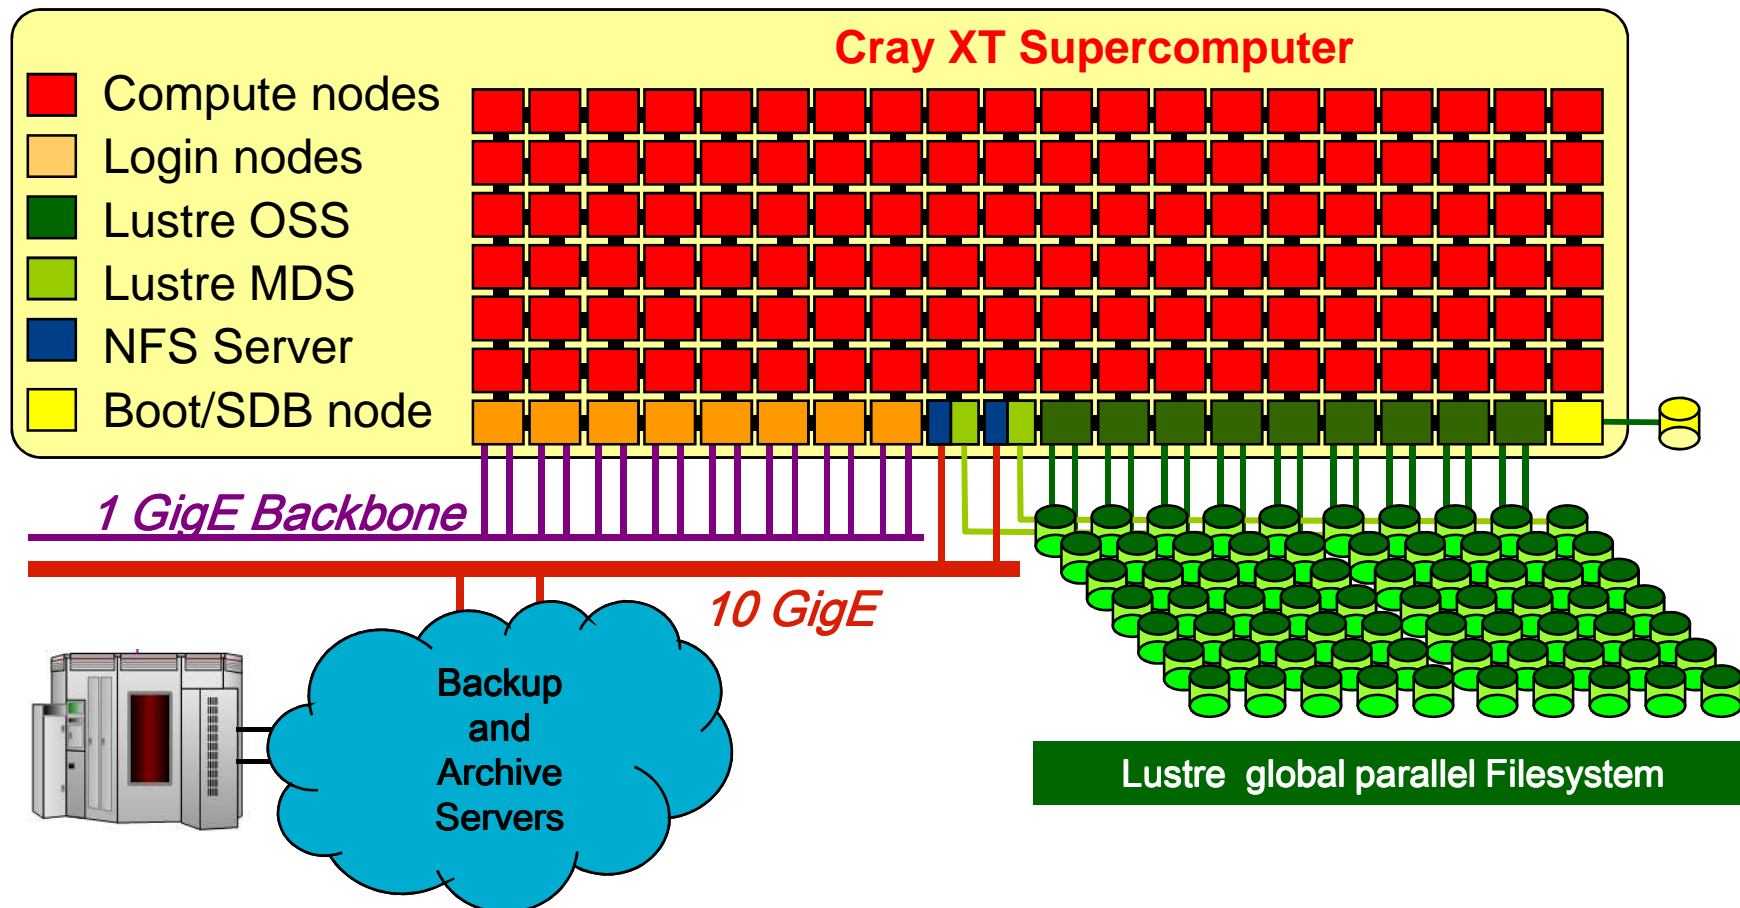 Cray XT Supercomputer
Compute nodes
Login nodes
Lustre OSS
Lustre MDS
NFS Server
Boot/SDB node
1 GigE Backbone
10 GigE
Backup
and
Archive
Servers
Lustre global parallel Filesystem